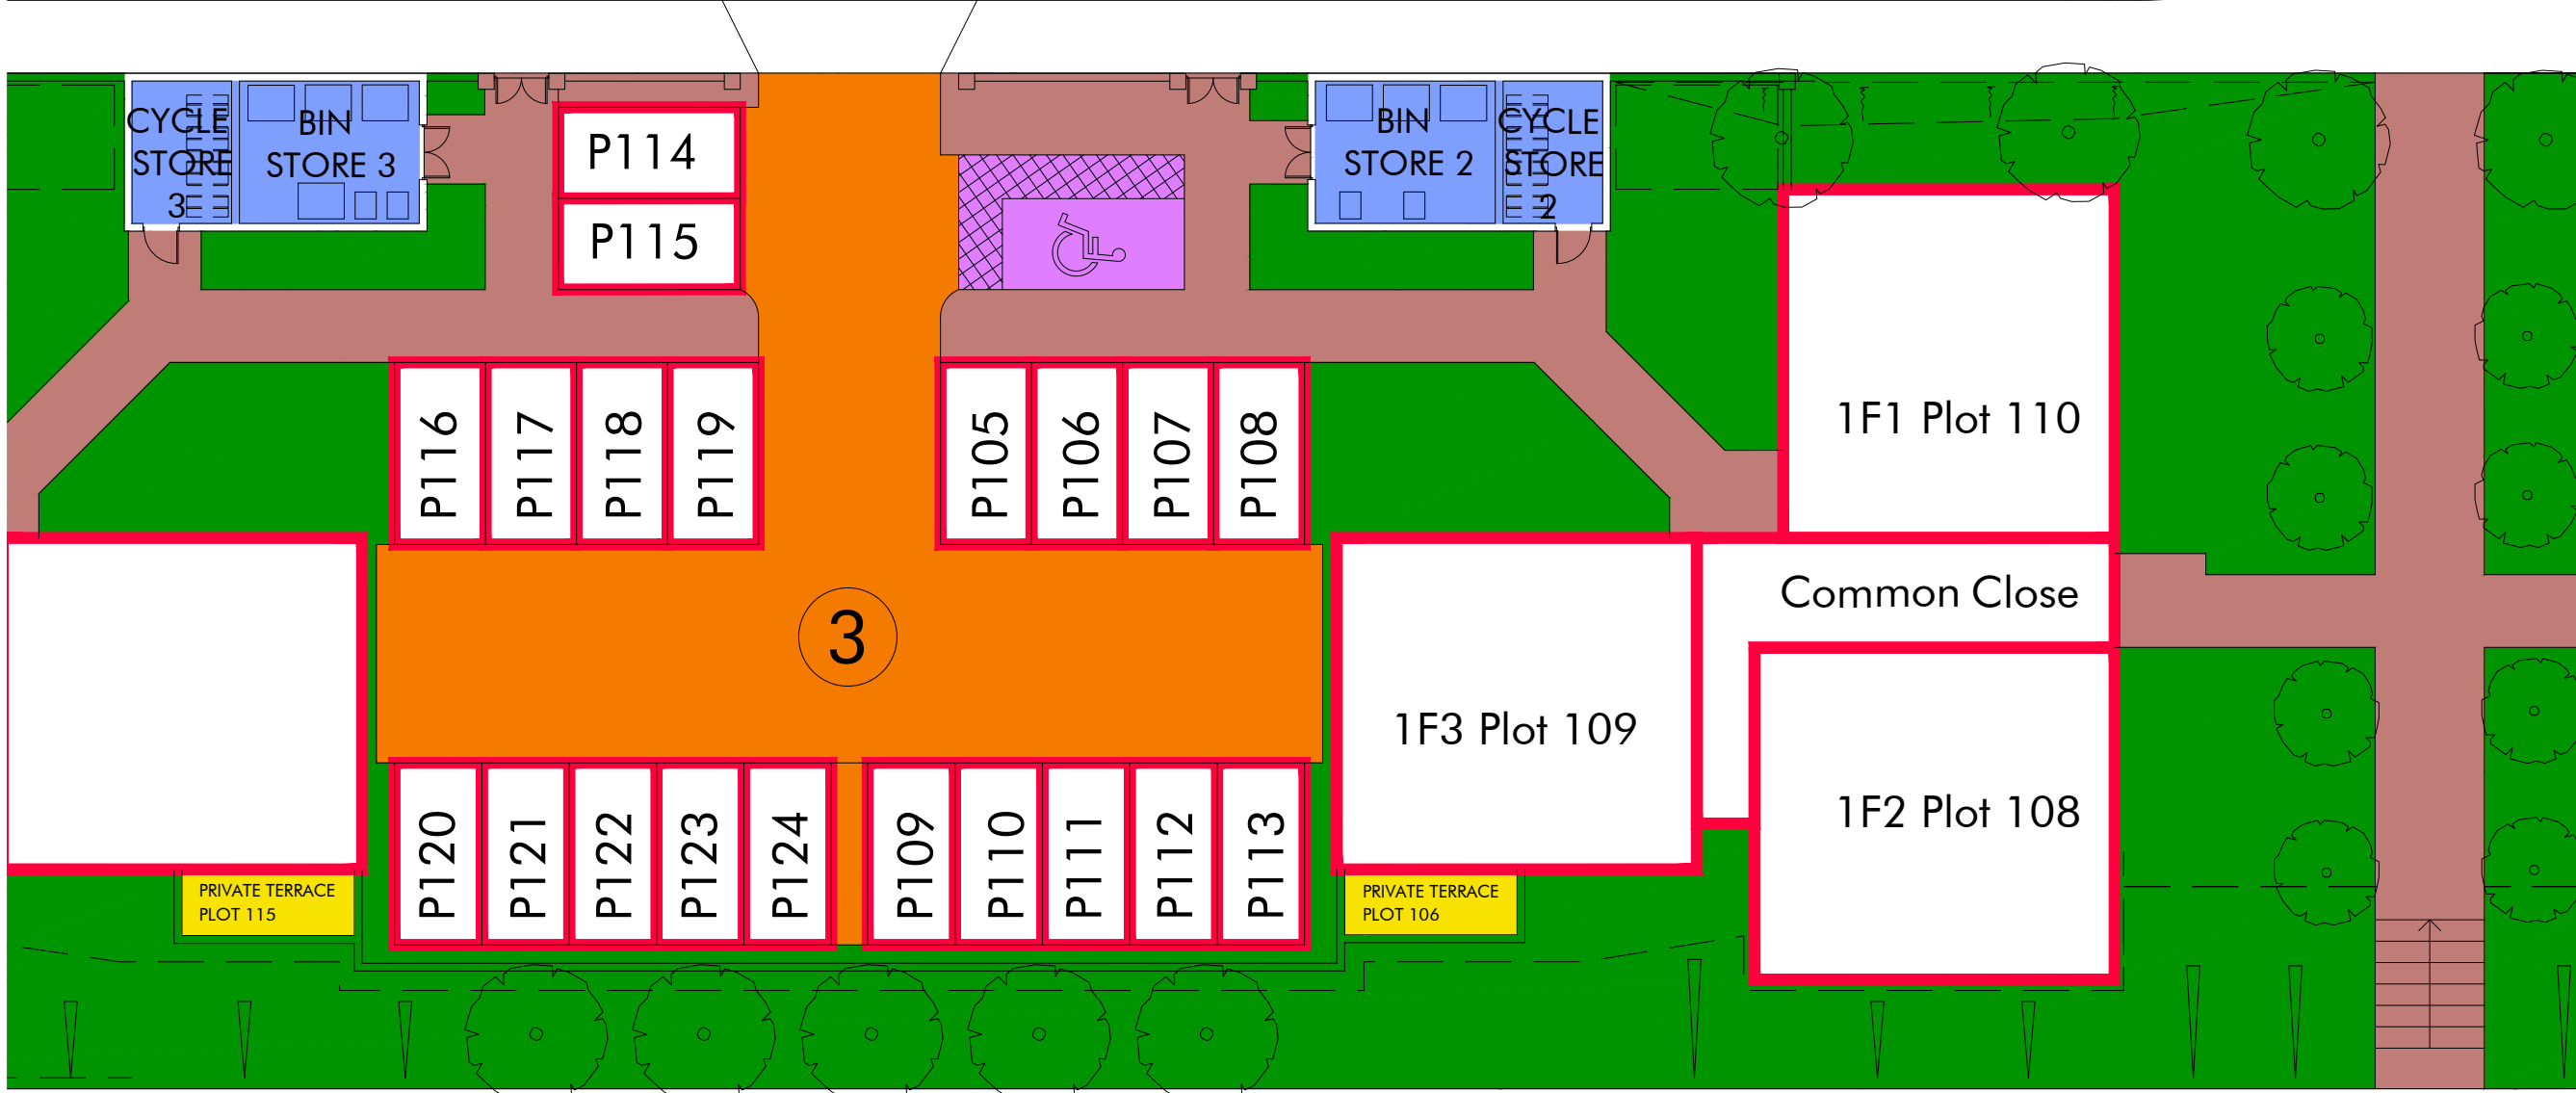 CYCLE
STORE
3
BIN
STORE 3
P114
P115
BIN
STORE 2
CYCLE
STORE
2
P116
P117
P118
P119
P105
P106
P107
P108
1F1 Plot 110
Common Close
3
1F3 Plot 109
1F2 Plot 108
P120
P121
P122
P123
P124
P109
P110
P111
P112
P113
PRIVATE TERRACE
PLOT 115
PRIVATE TERRACE
PLOT 106